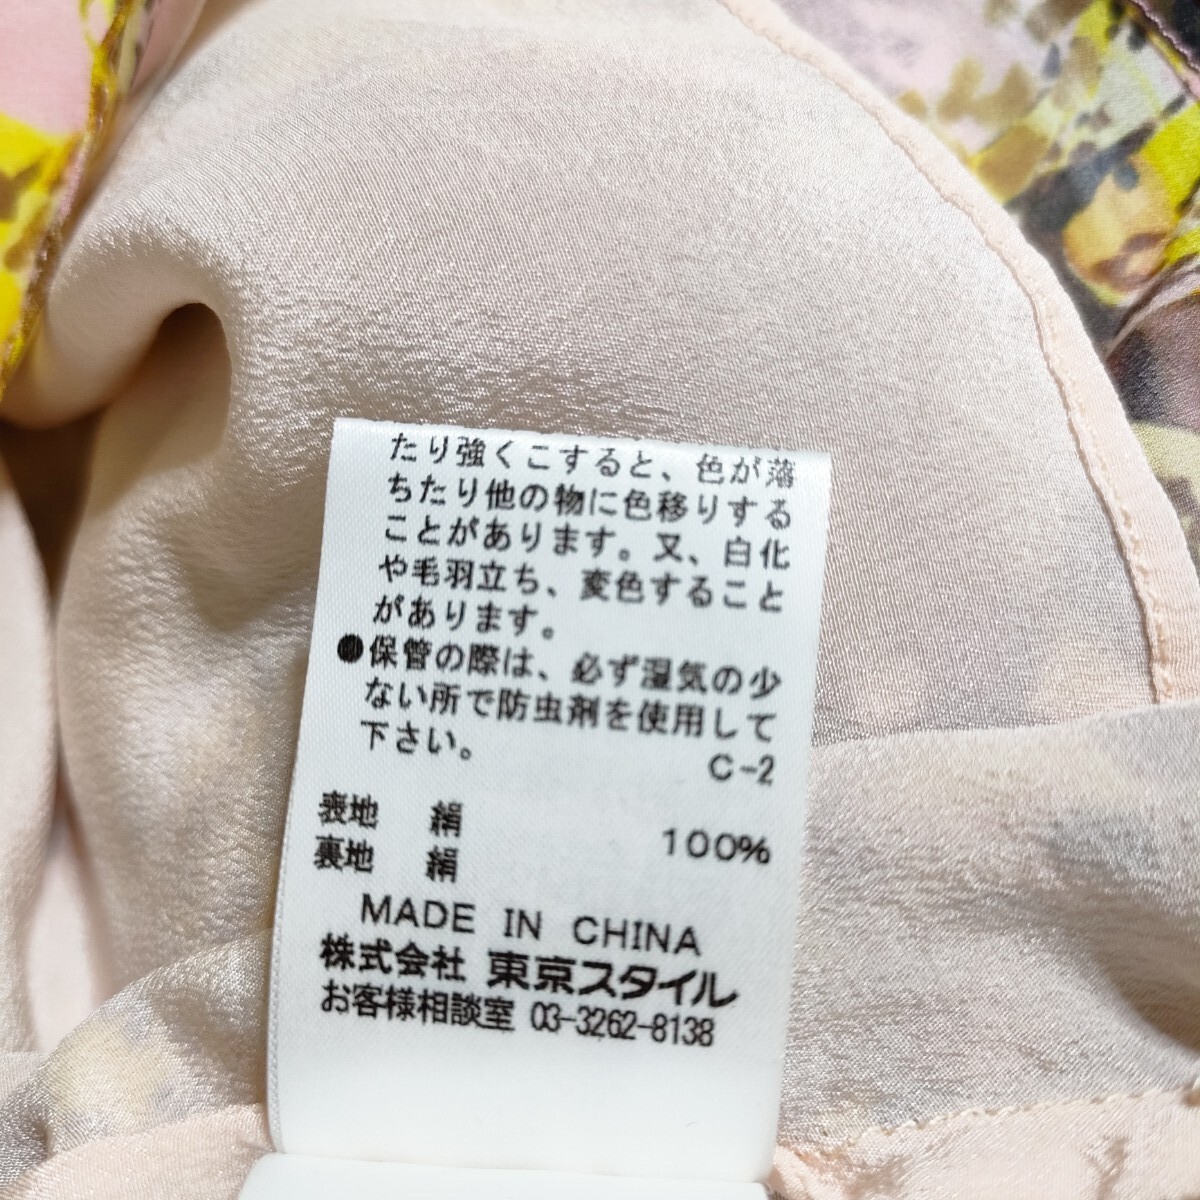 たり強くこすると、色が落
ちたり他の物に色移りする
ことがあります。又、白化
や毛羽立ち、変色すること
があります。
●保管の際は、必ず湿気の少
ない所で防虫剤を使用して
下さい。
C-2
表地 絹 100%
裏地 絹
MADE IN CHINA
株式会社 東京スタイル
お客様相談室 03-3262-8138